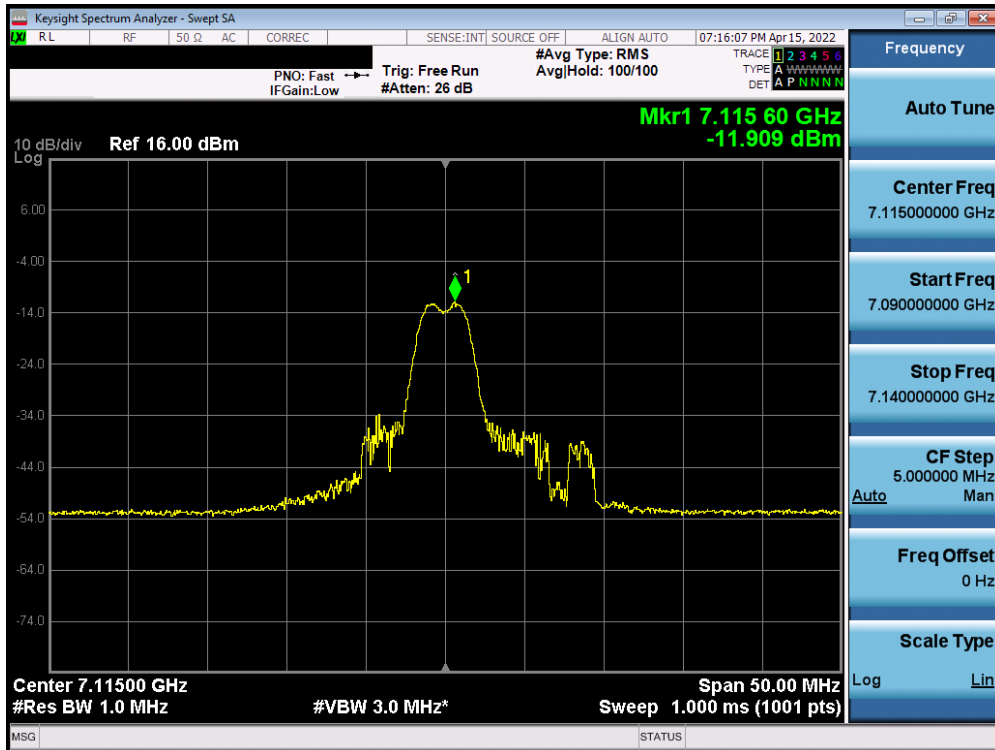 Keysight Spectrum Analyzer - Swept SA
LXI RL RF 50 Ω AC CORREC SENSE:INT SOURCE OFF ALIGN AUTO 07:16:07 PM Apr 15, 2022
PNO: Fast
IFGain:Low
Trig: Free Run
#Atten: 26 dB
#Avg Type: RMS
Avg|Hold: 100/100
TRACE 1 2 3 4 5 6
TYPE A WWWWW
DET A P N N N N
Mkr1 7.115 60 GHz
-11.909 dBm
10 dB/div Ref 16.00 dBm
Log
6.00
-4.00
1
-14.0
-24.0
-34.0
-44.0
-54.0
-64.0
-74.0
Center 7.11500 GHz Span 50.00 MHz
#Res BW 1.0 MHz #VBW 3.0 MHz* Sweep 1.000 ms (1001 pts)
MSG STATUS
Frequency
Auto Tune
Center Freq
7.115000000 GHz
Start Freq
7.090000000 GHz
Stop Freq
7.140000000 GHz
CF Step
5.000000 MHz
Auto Man
Freq Offset
0 Hz
Scale Type
Log Lin